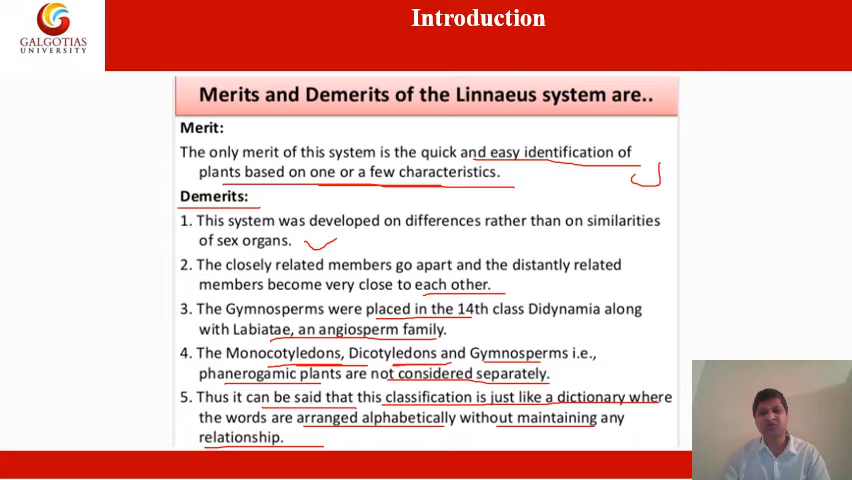 Introduction
GALGOTIAS
UNIVERSITY
Merits and Demerits of the Linnaeus system are..
Merit:
The only merit of this system is the quick and easy identification of
plants based on one or a few characteristics.
Demerits:
1. This system was developed on differences rather than on similarities
of sex organs.
2. The closely related members go apart and the distantly related
members become very close to each other.
3. The Gymnosperms were placed in the 14th class Didynamia along
with Labiatae, an angiosperm family.
4. The Monocotyledons, Dicotyledons and Gymnosperms i.e.,
phanerogamic plants are not considered separately.
5. Thus it can be said that this classification is just like a dictionary where
the words are arranged alphabetically without maintaining any
relationship.